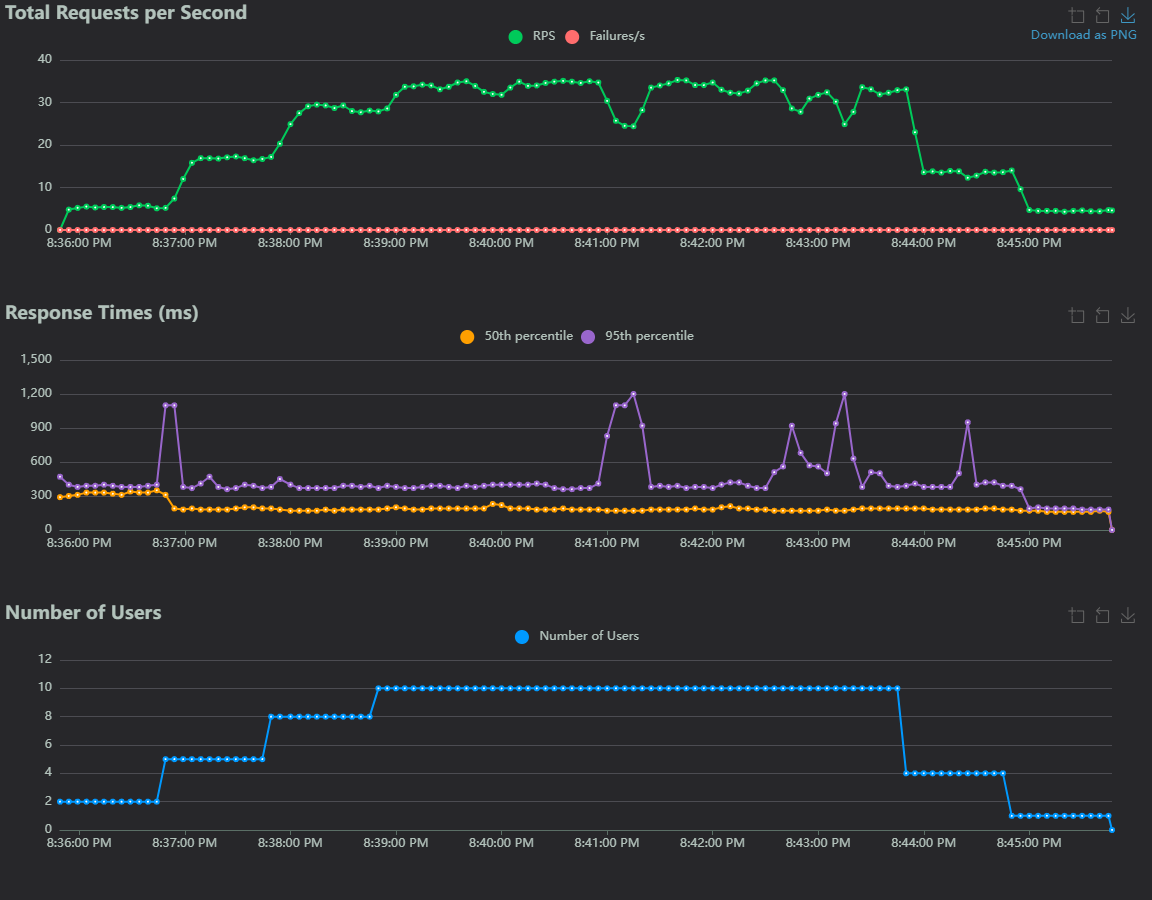 Total Requests per Second
Download as PNG
RPS Failures/s
40
30
20
10
0
8:36:00 PM 8:37:00 PM 8:38:00 PM 8:39:00 PM 8:40:00 PM 8:41:00 PM 8:42:00 PM 8:43:00 PM 8:44:00 PM 8:45:00 PM
Response Times (ms)
50th percentile 95th percentile
1,500
1,200
900
600
300
0
8:36:00 PM 8:37:00 PM 8:38:00 PM 8:39:00 PM 8:40:00 PM 8:41:00 PM 8:42:00 PM 8:43:00 PM 8:44:00 PM 8:45:00 PM
Number of Users
Number of Users
12
10
8
6
4
2
0
8:36:00 PM 8:37:00 PM 8:38:00 PM 8:39:00 PM 8:40:00 PM 8:41:00 PM 8:42:00 PM 8:43:00 PM 8:44:00 PM 8:45:00 PM